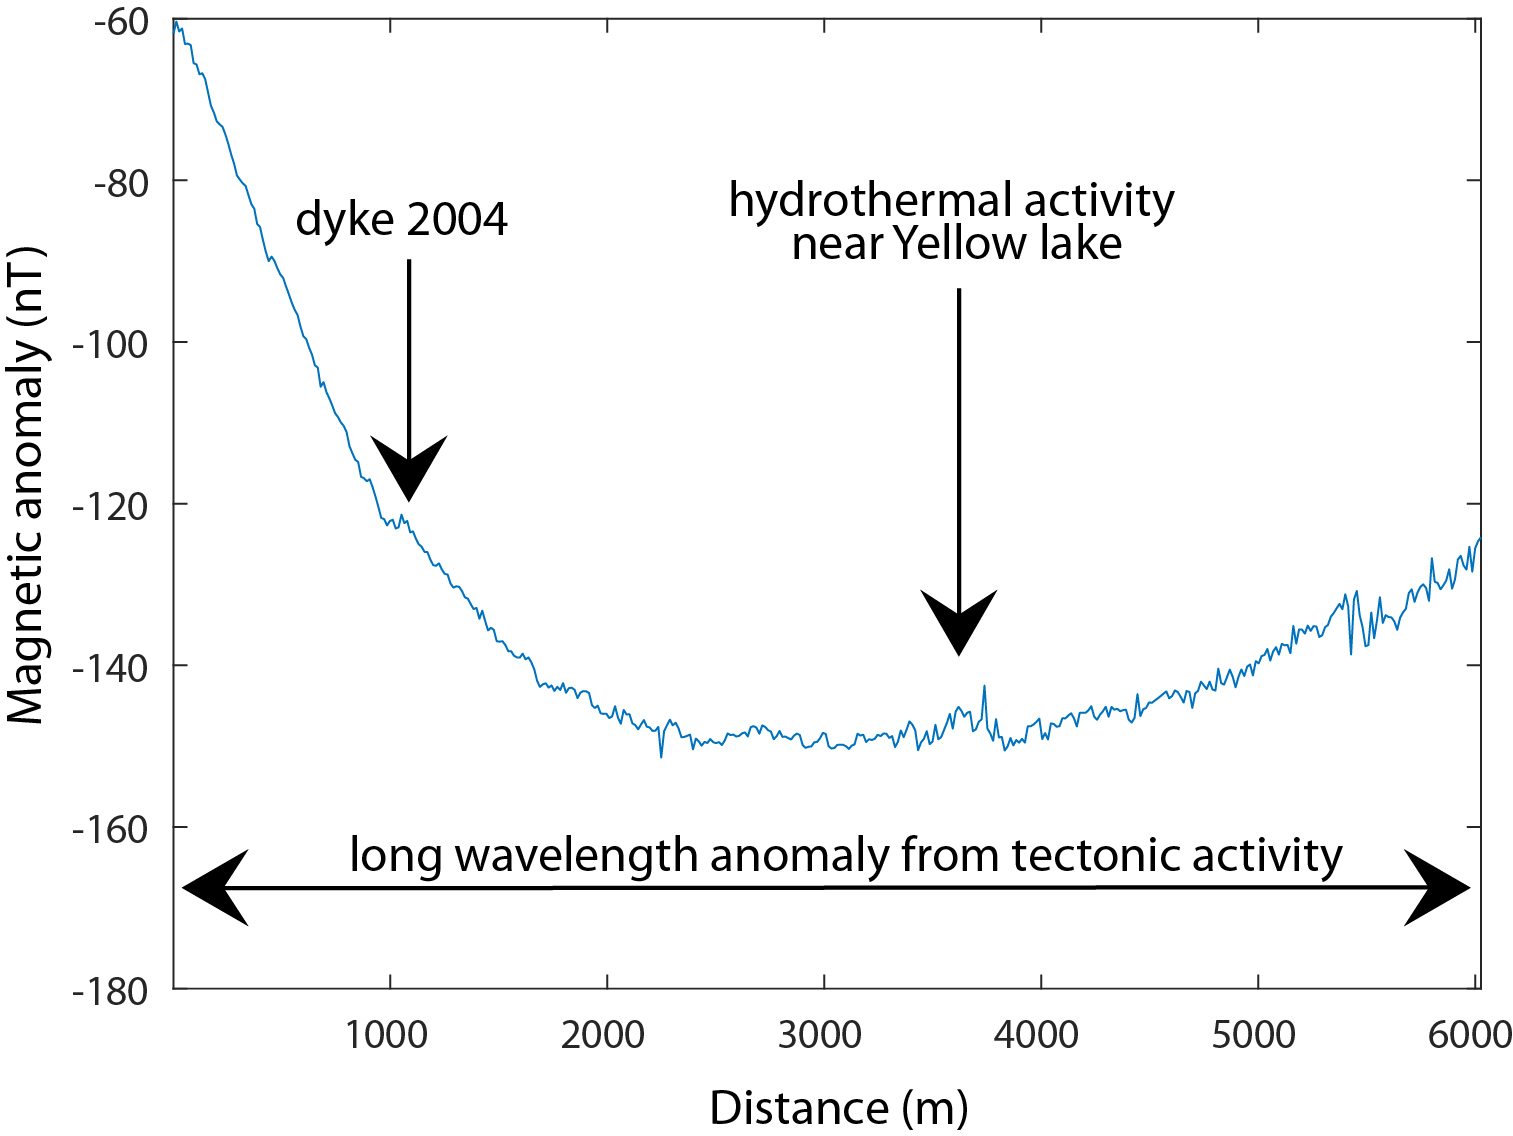 -60
-80
-100
-120
-140
-160
-180
Magnetic anomaly (nT)
dyke 2004
hydrothermal activity
near Yellow lake
long wavelength anomaly from tectonic activity
1000 2000 3000 4000 5000 6000
Distance (m)